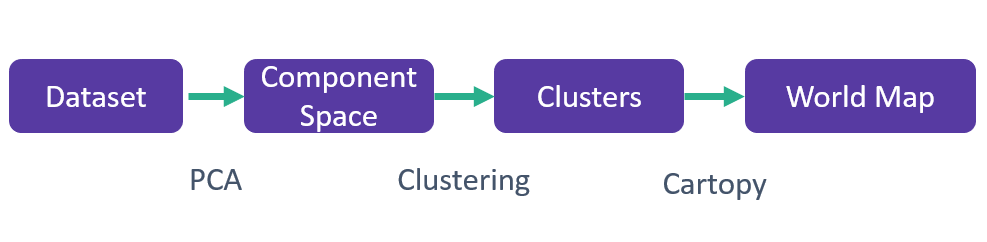 Dataset
Component
Space
Clusters
World Map
PCA
Clustering
Cartopy